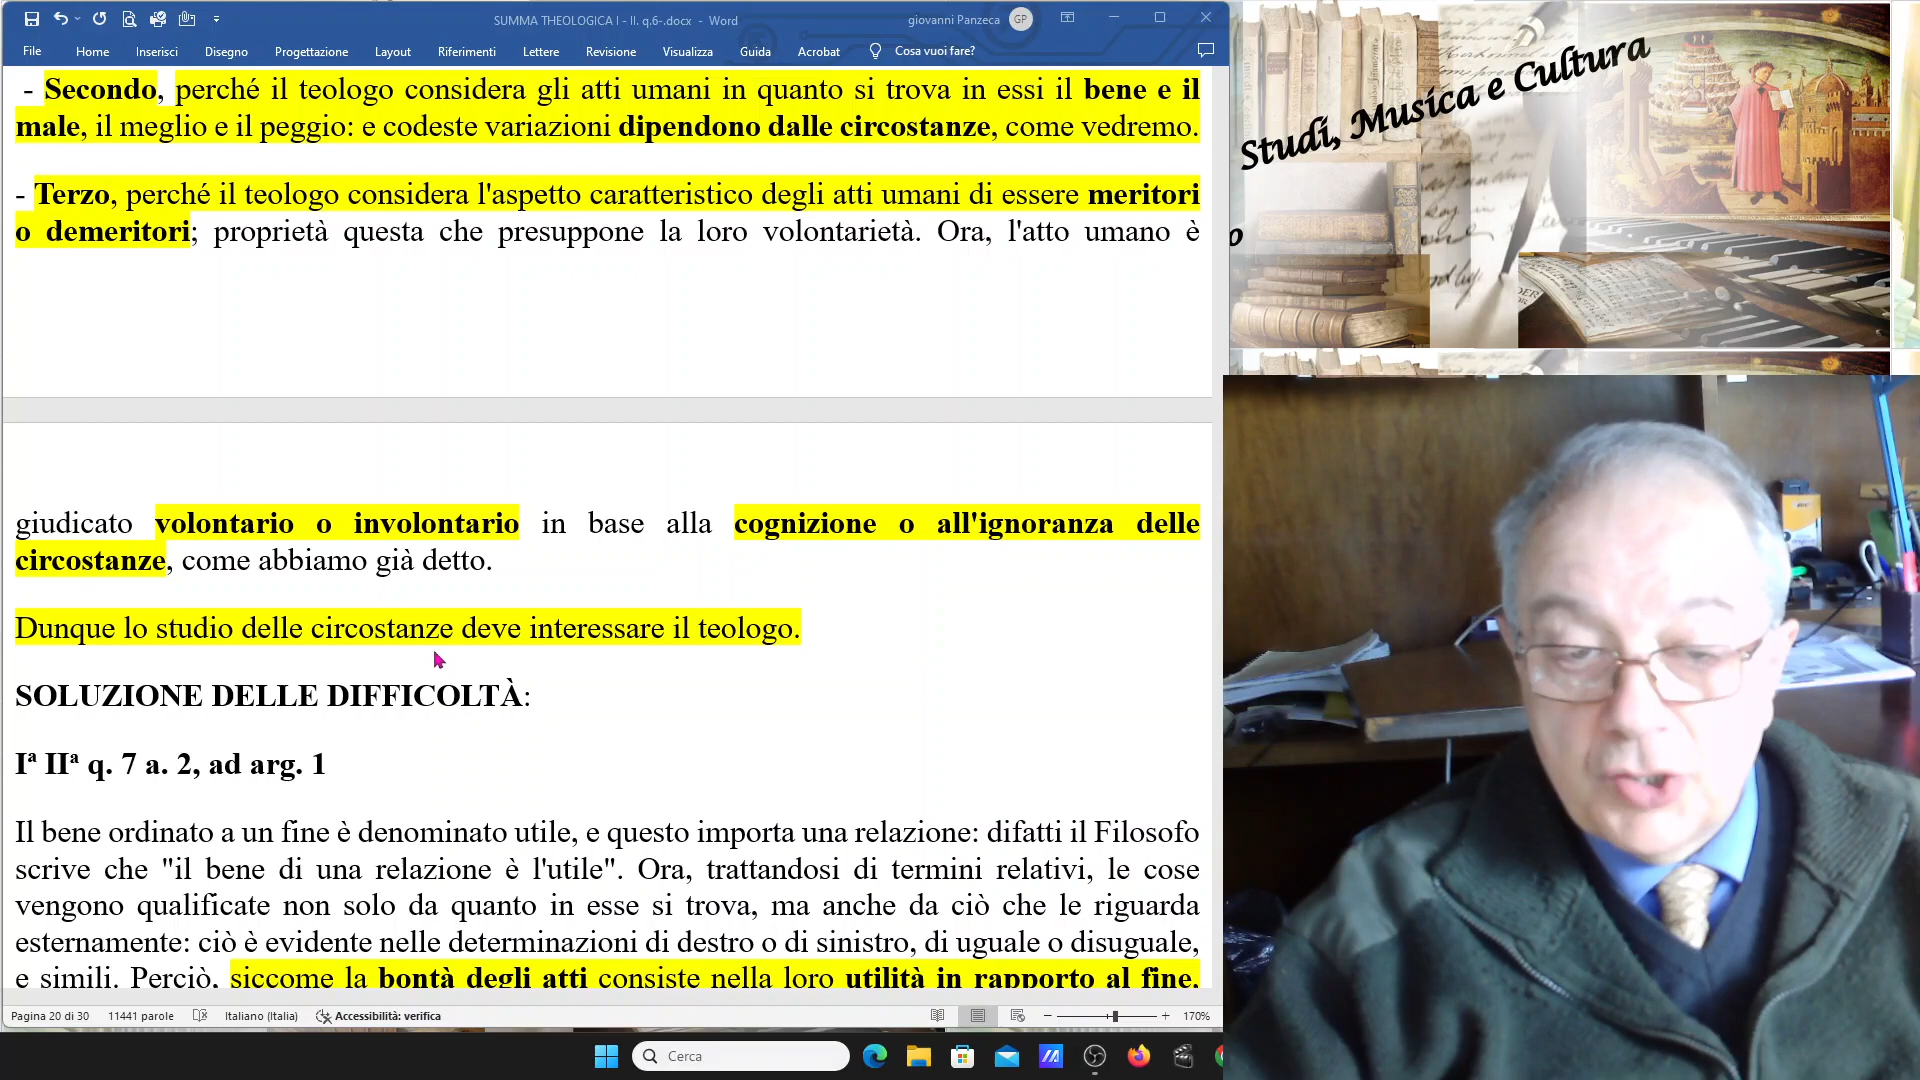 SUMMA THEOLOGICA I - II. q.6-.docx - Word
giovanni Panzeca
GP
File Home Inserisci Disegno Progettazione Layout Riferimenti Lettere Revisione Visualizza Guida Acrobat Cosa vuoi fare?
- Secondo, perché il teologo considera gli atti umani in quanto si trova in essi il bene e il
male, il meglio e il peggio: e codeste variazioni dipendono dalle circostanze, come vedremo.
- Terzo, perché il teologo considera l'aspetto caratteristico degli atti umani di essere meritori
o demeritori; proprietà questa che presuppone la loro volontarietà. Ora, l'atto umano è
giudicato volontario o involontario in base alla cognizione o all'ignoranza delle
circostanze, come abbiamo già detto.
Dunque lo studio delle circostanze deve interessare il teologo.
SOLUZIONE DELLE DIFFICOLTÀ:
Iª IIª q. 7 a. 2, ad arg. 1
Il bene ordinato a un fine è denominato utile, e questo importa una relazione: difatti il Filosofo
scrive che "il bene di una relazione è l'utile". Ora, trattandosi di termini relativi, le cose
vengono qualificate non solo da quanto in esse si trova, ma anche da ciò che le riguarda
esternamente: ciò è evidente nelle determinazioni di destro o di sinistro, di uguale o disuguale,
e simili. Perciò, siccome la bontà degli atti consiste nella loro utilità in rapporto al fine,
Pagina 20 di 30 11441 parole Italiano (Italia) Accessibilità: verifica 170%
Cerca
Studi, Musica e Cultura
o